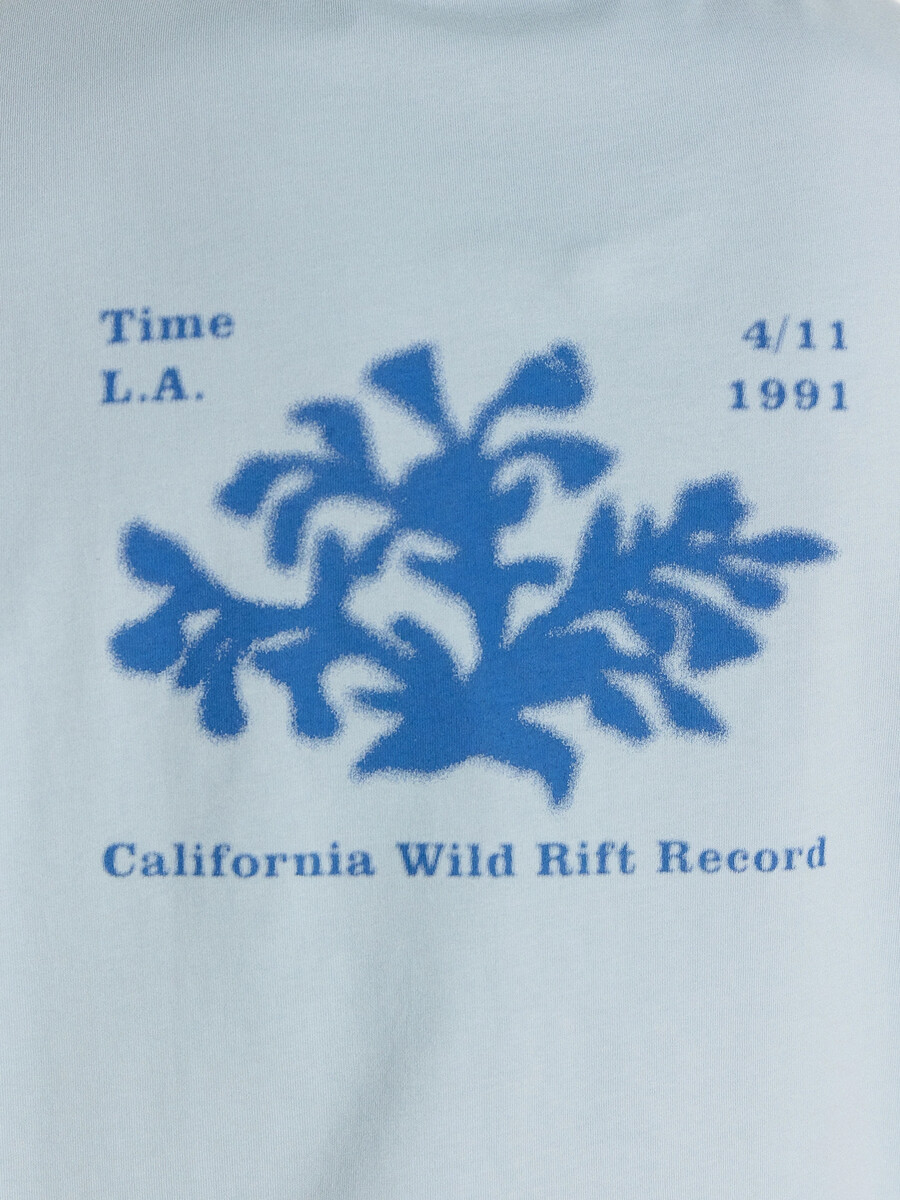 Time
4/11
L.A.
1991
California Wild Rift Record